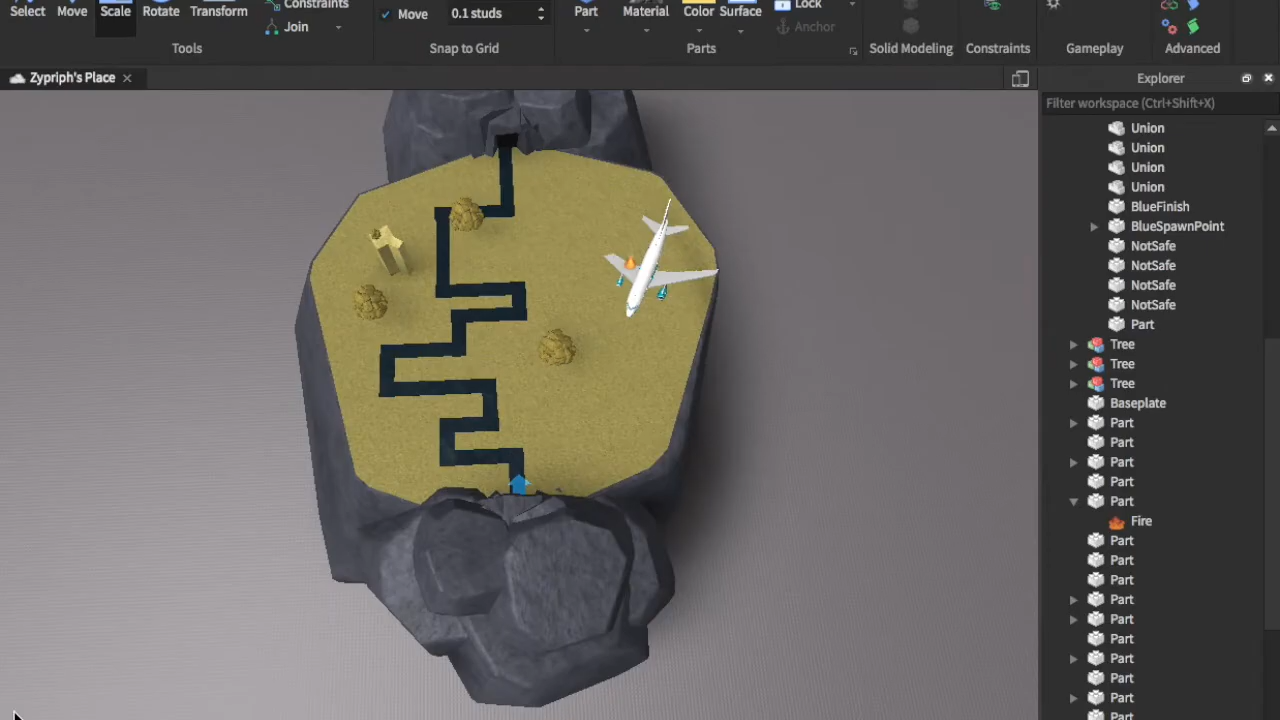 Select Move Scale Rotate Transform
Constraints
Join
Move 0.1 studs
Part Material Color Surface
Lock
Anchor
Tools Snap to Grid Parts Solid Modeling Constraints Gameplay Advanced
Zypriph's Place
Explorer
Filter workspace (Ctrl+Shift+X)
Union
Union
Union
Union
BlueFinish
BlueSpawnPoint
NotSafe
NotSafe
NotSafe
NotSafe
Part
Tree
Tree
Tree
Baseplate
Part
Part
Part
Part
Part
Fire
Part
Part
Part
Part
Part
Part
Part
Part
Part
Part